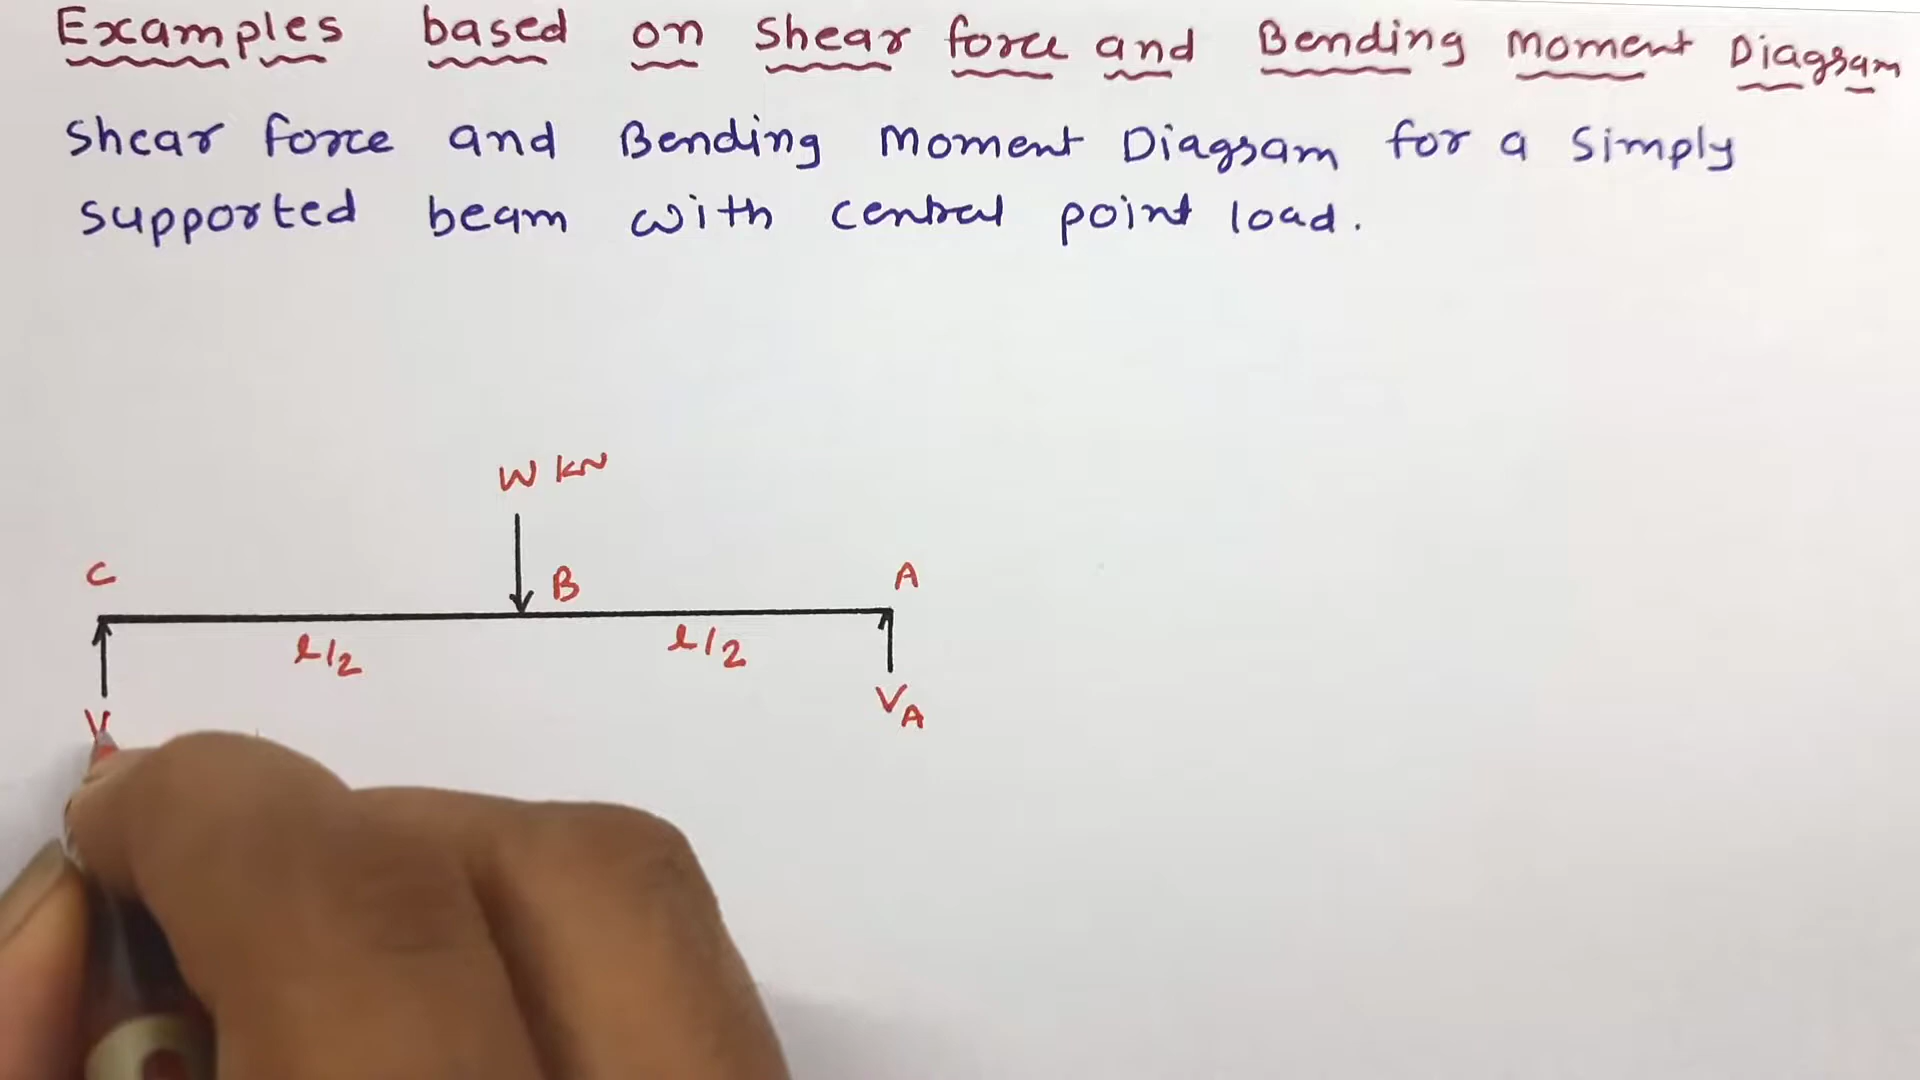 Examples based on Shear force and Bending Moment Diagram
Shear force and Bending Moment Diagram for a Simply
supported beam with central point load.
W KN
C
B
A
l/2
l/2
V
VA